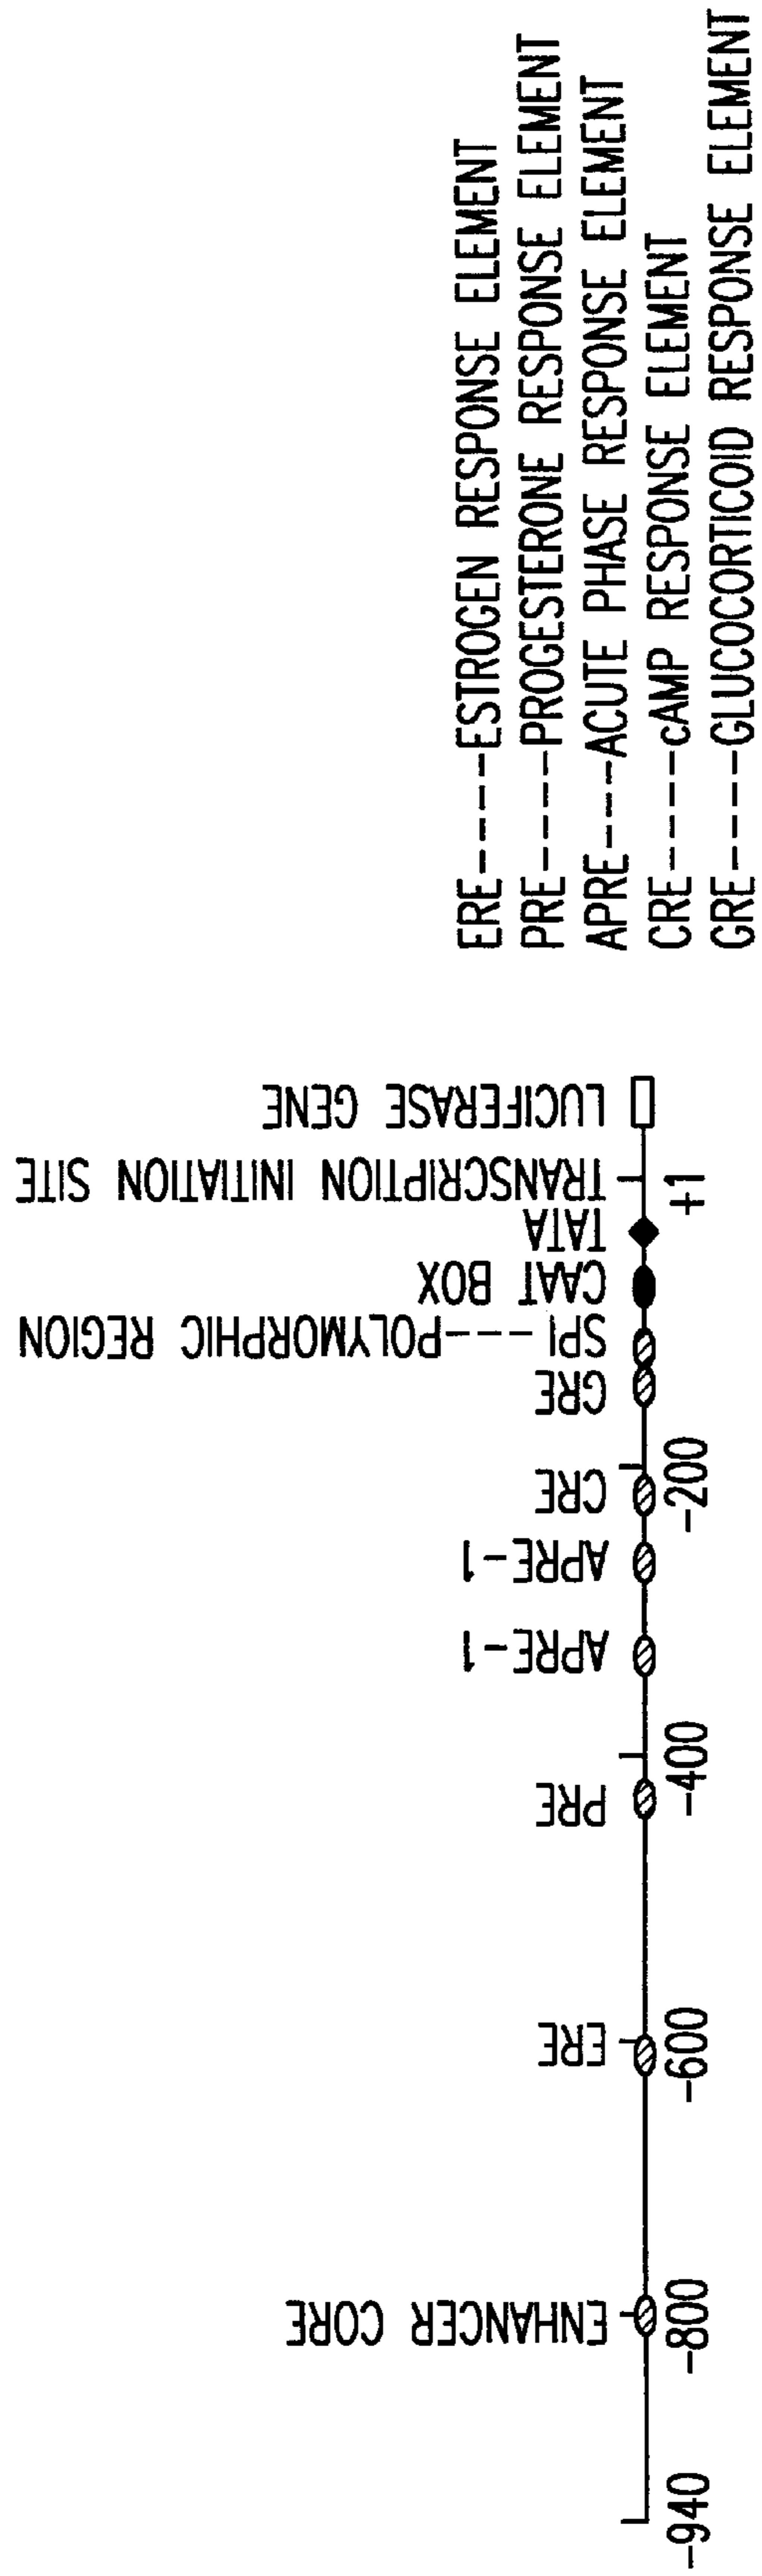 ENHANCER CORE
ERE
PRE
APRE-1
APRE-1
CRE
GRE
SPI----POLYMORPHIC REGION
CAAT BOX
TATA
TRANSCRIPTION INITIATION SITE
LUCIFERASE GENE
-940
-800
-600
-400
-200
+1
ERE-----ESTROGEN RESPONSE ELEMENT
PRE-----PROGESTERONE RESPONSE ELEMENT
APRE----ACUTE PHASE RESPONSE ELEMENT
CRE-----cAMP RESPONSE ELEMENT
GRE-----GLUCOCORTICOID RESPONSE ELEMENT